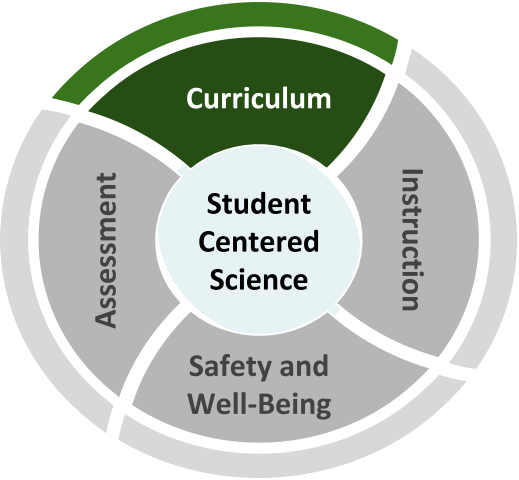 Curriculum
Instruction
Safety and
Well-Being
Assessment
Student
Centered
Science